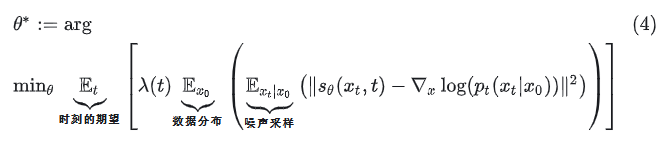 θ* := arg (4)
min_θ 𝔼_t [λ(t) 𝔼_{x_0} (𝔼_{x_t|x_0} (‖s_θ(x_t, t) − ∇_x log(p_t(x_t|x_0))‖²))]
时刻的期望 数据分布 噪声采样